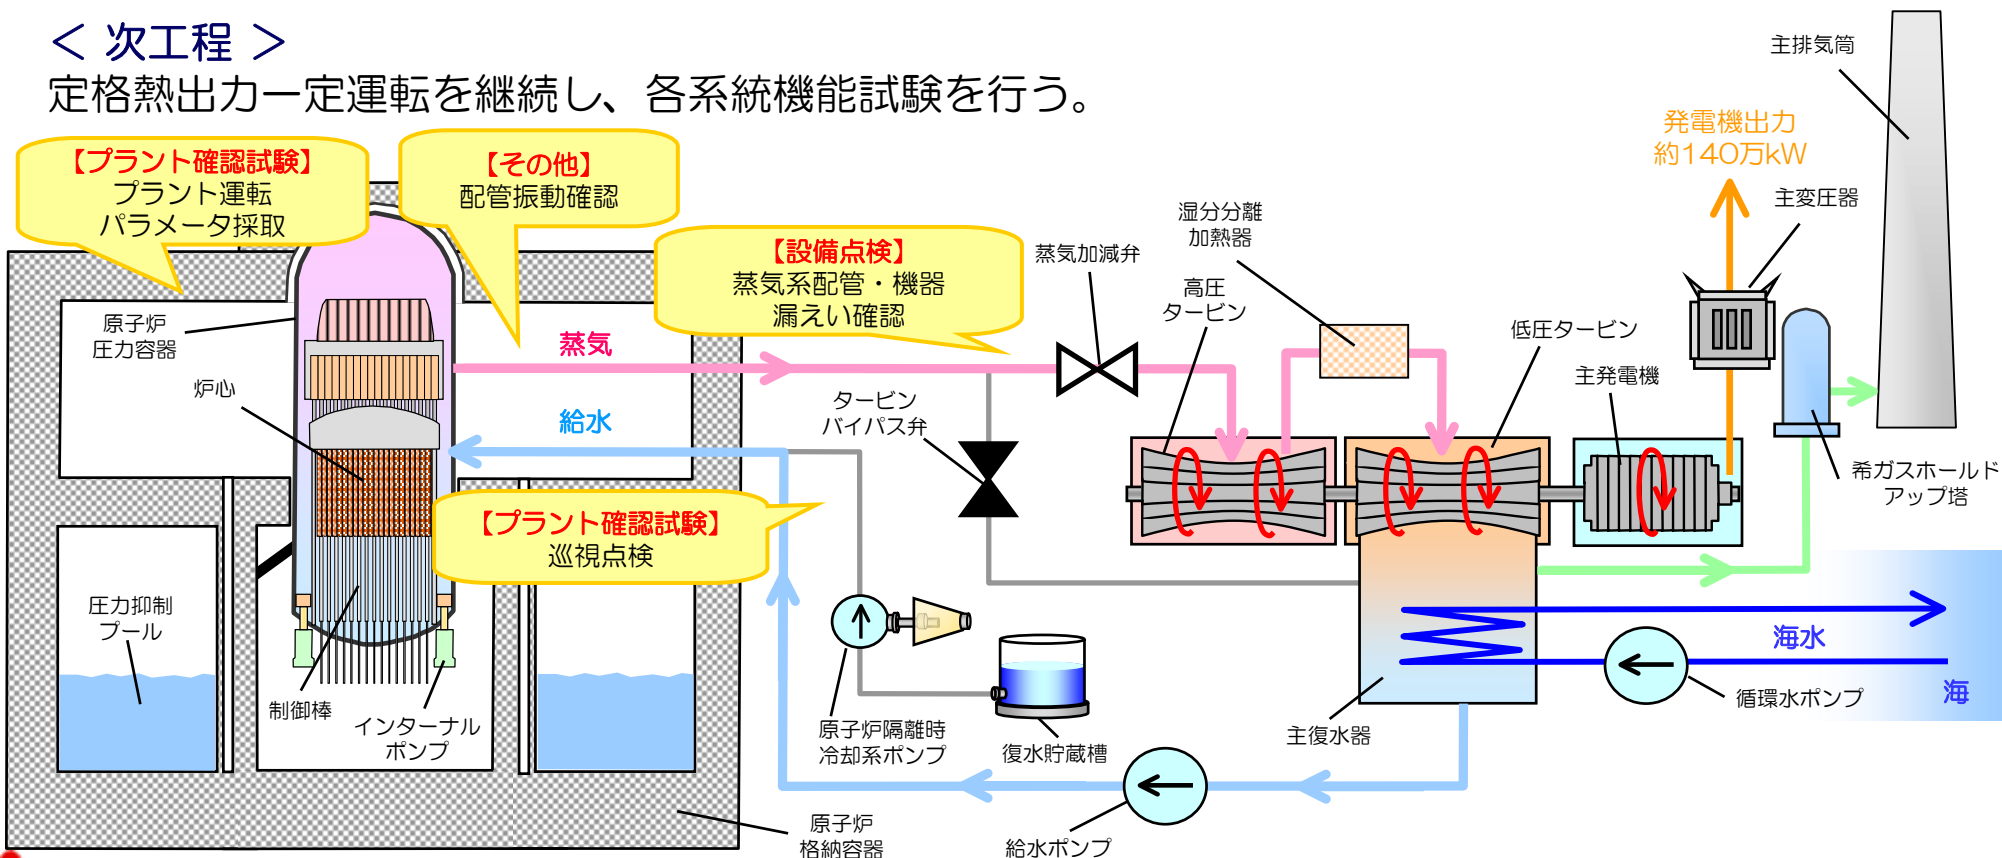 ＜ 次工程 ＞
定格熱出力一定運転を継続し、各系統機能試験を行う。
主排気筒
発電機出力
約140万kW
【プラント確認試験】
プラント運転
パラメータ採取
【その他】
配管振動確認
主変圧器
湿分分離
加熱器
【設備点検】
蒸気系配管・機器
漏えい確認
蒸気加減弁
高圧
タービン
原子炉
圧力容器
蒸気
低圧タービン
炉心
主発電機
給水
タービン
バイパス弁
希ガスホールド
アップ塔
【プラント確認試験】
巡視点検
圧力抑制
プール
海水
海
制御棒
インターナル
ポンプ
原子炉隔離時
冷却系ポンプ
復水貯蔵槽
主復水器
循環水ポンプ
原子炉
格納容器
給水ポンプ